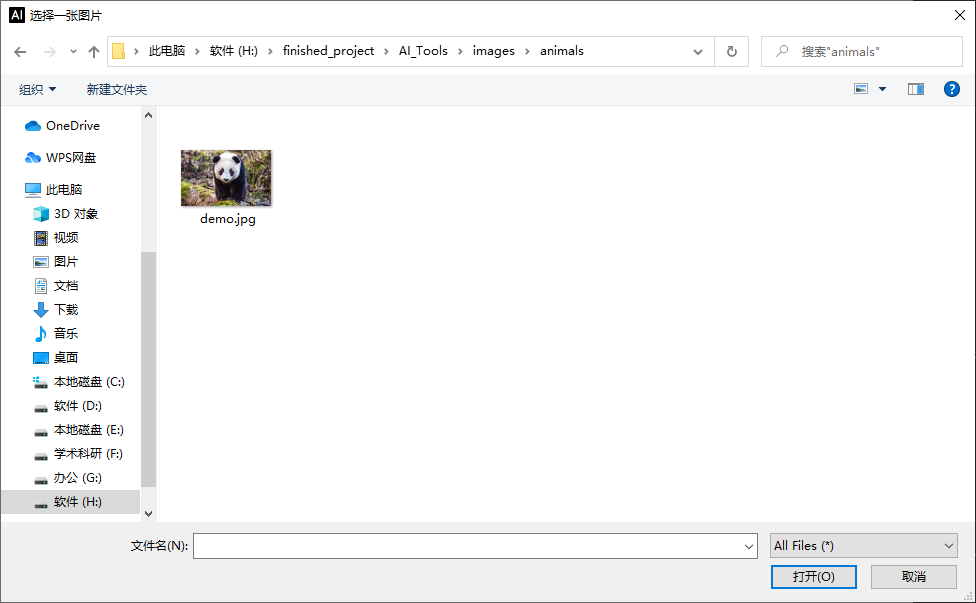 AI 选择一张图片
此电脑 软件 (H:) finished_project AI_Tools images animals
搜索"animals"
组织 新建文件夹
?
OneDrive
WPS网盘
此电脑
3D 对象
视频
图片
文档
下载
音乐
桌面
本地磁盘 (C:)
软件 (D:)
本地磁盘 (E:)
学术科研 (F:)
办公 (G:)
软件 (H:)
demo.jpg
文件名(N):
All Files (*)
打开(O)
取消